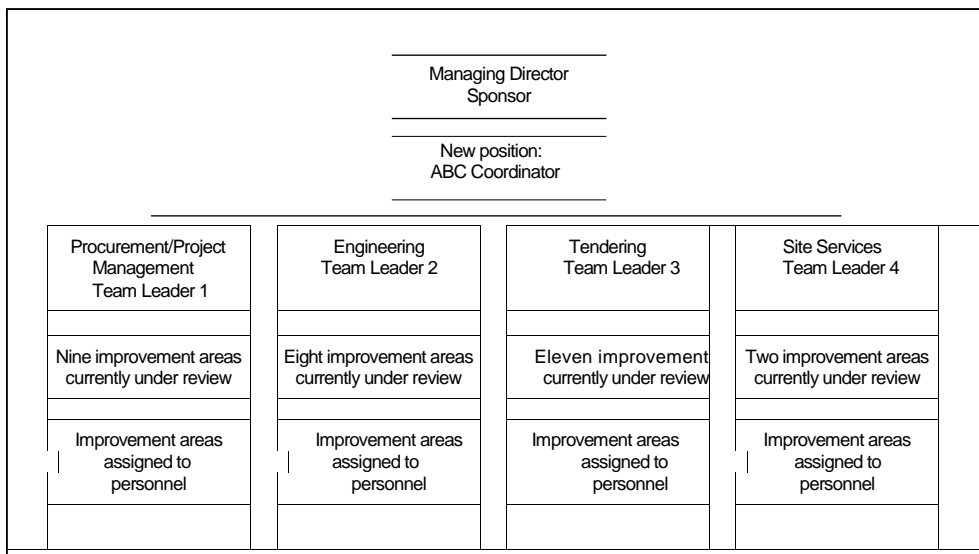 Managing Director
Sponsor
New position:
ABC Coordinator
Procurement/Project
Management
Team Leader 1
Engineering
Team Leader 2
Tendering
Team Leader 3
Site Services
Team Leader 4
Nine improvement areas
currently under review
Eight improvement areas
currently under review
Eleven improvement
currently under review
Two improvement areas
currently under review
Improvement areas
assigned to
personnel
Improvement areas
assigned to
personnel
Improvement areas
assigned to
personnel
Improvement areas
assigned to
personnel